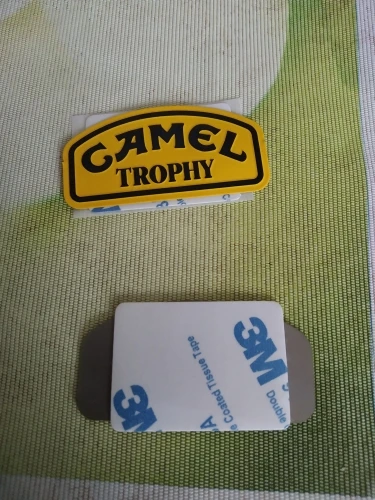 CAMEL
TROPHY
3M
3M
e Coated Tissue Tape
Double